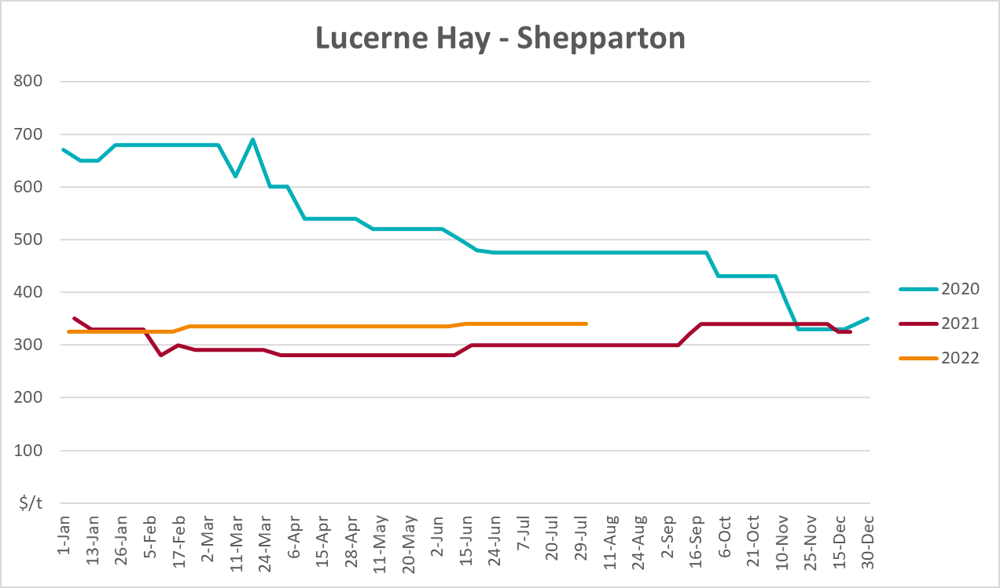 Lucerne Hay - Shepparton
800
700
600
500
400
300
200
100
$/t
1-Jan
13-Jan
26-Jan
5-Feb
17-Feb
2-Mar
11-Mar
24-Mar
6-Apr
15-Apr
28-Apr
11-May
20-May
2-Jun
15-Jun
24-Jun
7-Jul
20-Jul
29-Jul
11-Aug
24-Aug
2-Sep
16-Sep
6-Oct
21-Oct
10-Nov
25-Nov
15-Dec
30-Dec
2020
2021
2022